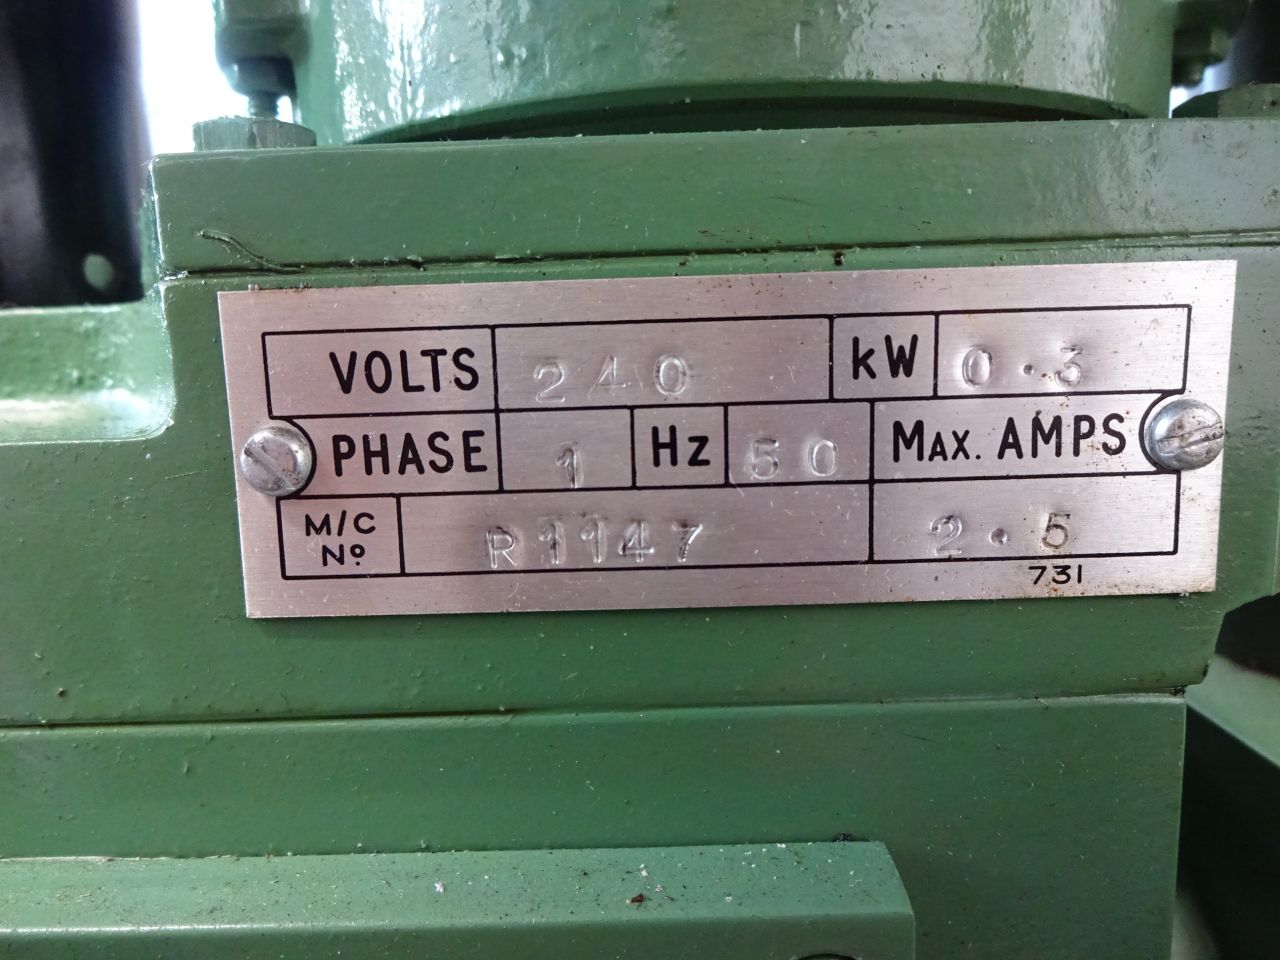 VOLTS 240 kW 0.3
PHASE 1 Hz 50 MAX. AMPS
M/C Nº. R1147 2.5
731